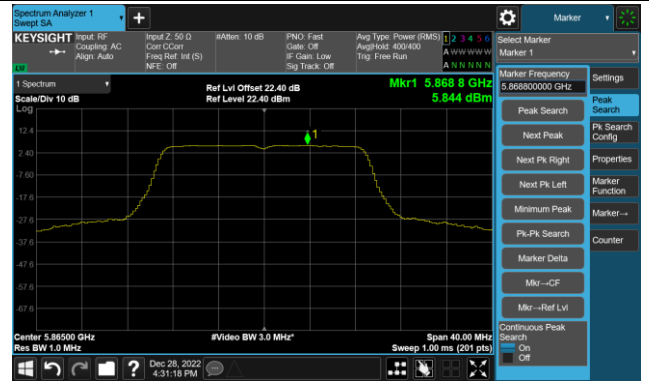 Spectrum Analyzer 1
Swept SA
Marker
KEYSIGHT
Input: RF
Coupling: AC
Align: Auto
Input Z: 50 Ω
Corr CCorr
Freq Ref: Int (S)
NFE: Off
#Atten: 10 dB
PNO: Fast
Gate: Off
IF Gain: Low
Sig Track: Off
Avg Type: Power (RMS)
Avg|Hold: 400/400
Trig: Free Run
1 2 3 4 5 6
A W W W W W
A N N N N N
LXI
Select Marker
Marker 1
1 Spectrum
Scale/Div 10 dB
Log
Ref Lvl Offset 22.40 dB
Ref Level 22.40 dBm
Mkr1 5.868 8 GHz
5.844 dBm
12.4
2.40
-7.60
-17.6
-27.6
-37.6
-47.6
-57.6
-67.6
1
Center 5.86500 GHz
Res BW 1.0 MHz
#Video BW 3.0 MHz*
Span 40.00 MHz
Sweep 1.00 ms (201 pts)
Marker Frequency
5.868800000 GHz
Peak Search
Next Peak
Next Pk Right
Next Pk Left
Minimum Peak
Pk-Pk Search
Marker Delta
Mkr→CF
Mkr→Ref Lvl
Continuous Peak
Search
On
Off
Settings
Peak
Search
Pk Search
Config
Properties
Marker
Function
Marker→
Counter
?
Dec 28, 2022
4:31:18 PM